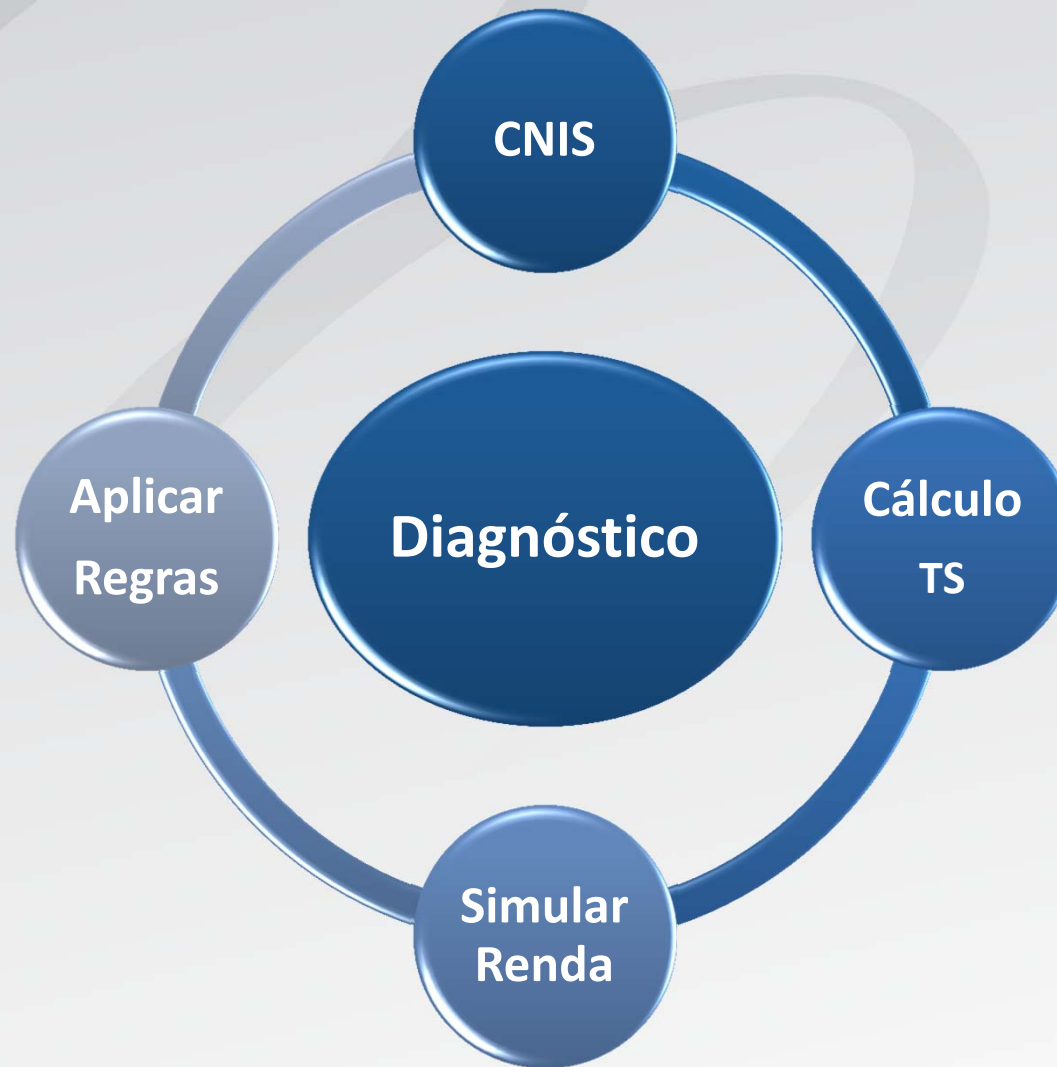 CNIS
Aplicar
Regras
Diagnóstico
Cálculo
TS
Simular
Renda